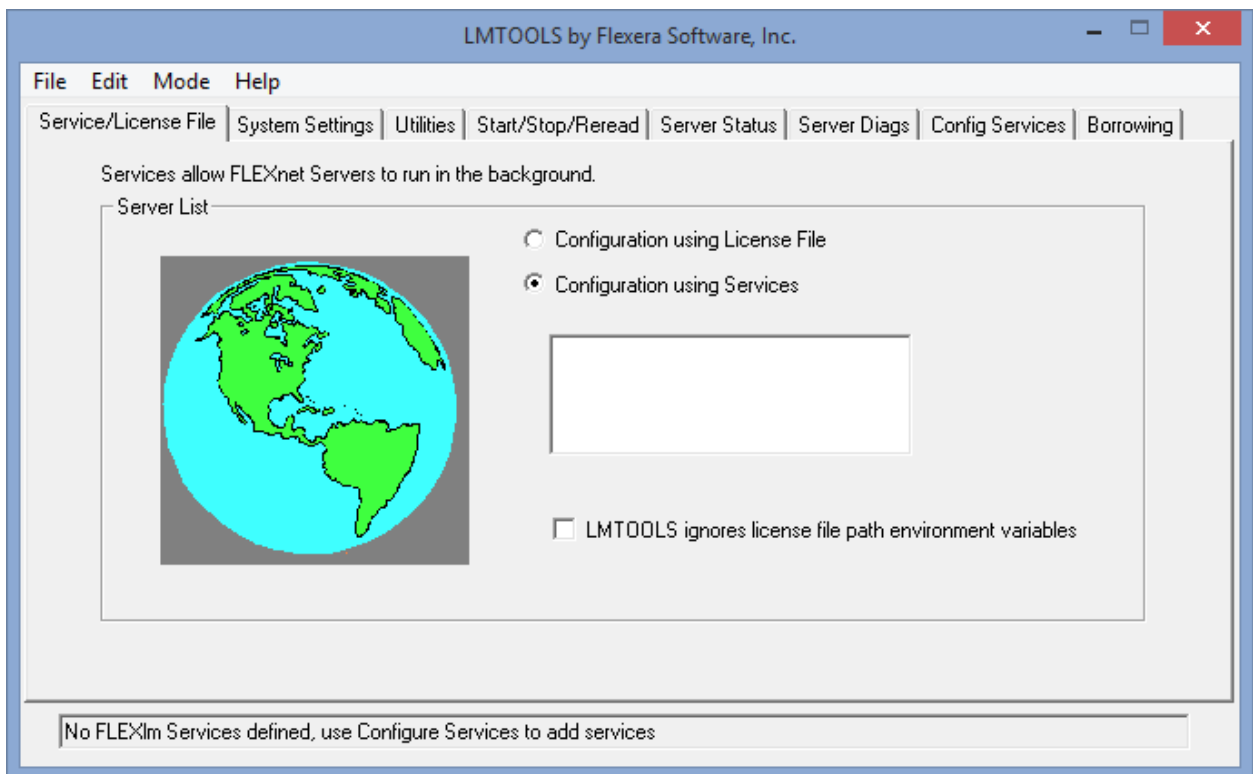 LMTOOLS by Flexera Software, Inc.
File Edit Mode Help
Service/License File System Settings Utilities Start/Stop/Reread Server Status Server Diags Config Services Borrowing
Services allow FLEXnet Servers to run in the background.
Server List
Configuration using License File
Configuration using Services
LMTOOLS ignores license file path environment variables
No FLEXlm Services defined, use Configure Services to add services